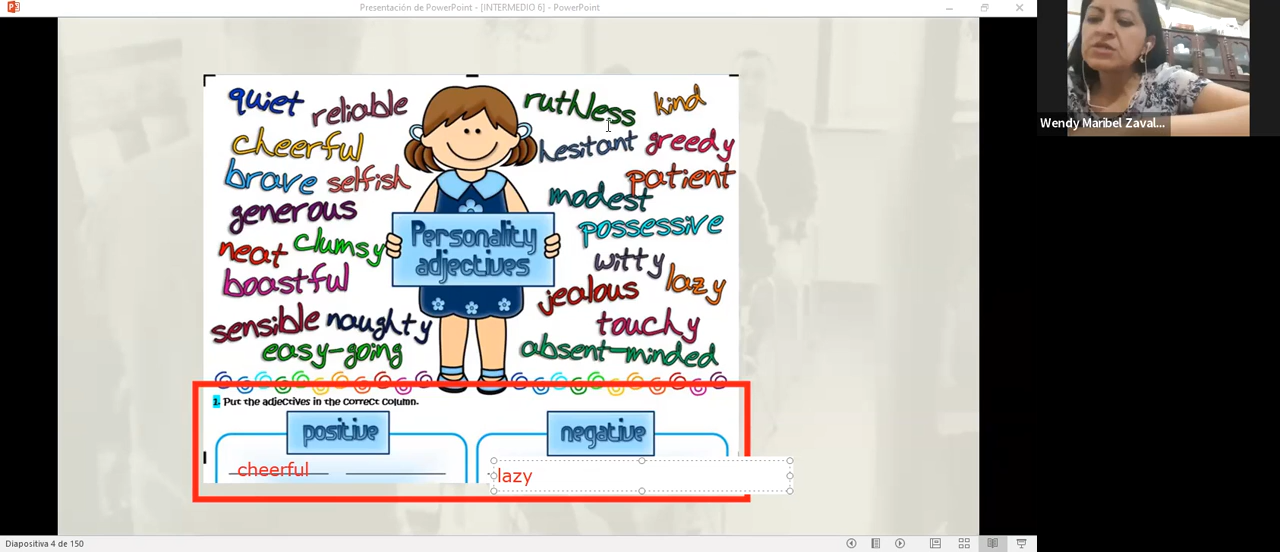 Presentación de PowerPoint - [INTERMEDIO 6] - PowerPoint
Wendy Maribel Zaval...
quiet reliable
cheerful
brave selfish
generous
neat clumsy
boastful
sensible naughty
easy-going
Personality
adjectives
ruthless kind
hesitant greedy
patient
modest
possessive
witty
lazy
jealous
touchy
absent-minded
1. Put the adjectives in the correct column.
positive
negative
cheerful
lazy
Diapositiva 4 de 150